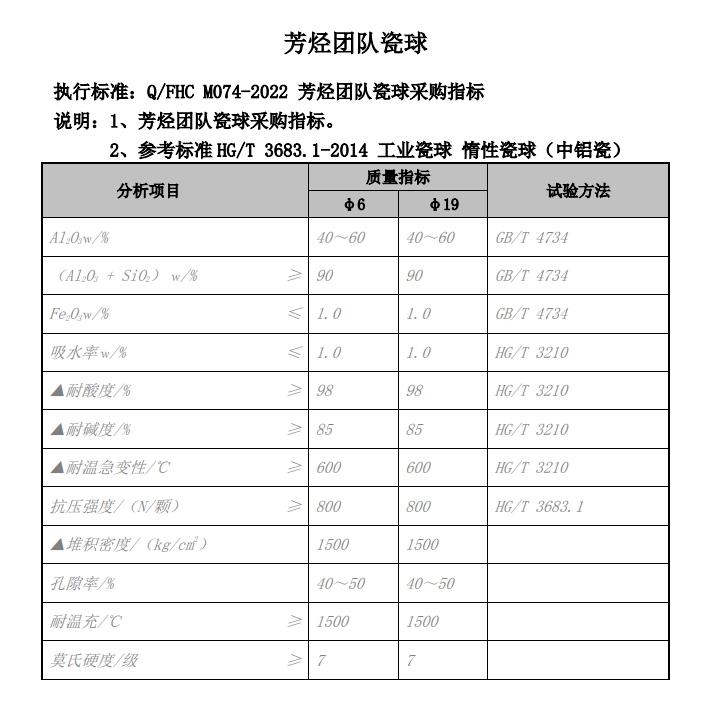 芳烃团队瓷球
执行标准：Q/FHC M074-2022 芳烃团队瓷球采购指标
说明：1、芳烃团队瓷球采购指标。
2、参考标准HG/T 3683.1-2014 工业瓷球 惰性瓷球（中铝瓷）
分析项目 质量指标 试验方法
φ6 φ19
Al₂O₃w/% 40～60 40～60 GB/T 4734
（Al₂O₃ + SiO₂） w/% ≥ 90 90 GB/T 4734
Fe₂O₃w/% ≤ 1.0 1.0 GB/T 4734
吸水率w/% ≤ 1.0 1.0 HG/T 3210
▲耐酸度/% ≥ 98 98 HG/T 3210
▲耐碱度/% ≥ 85 85 HG/T 3210
▲耐温急变性/℃ ≥ 600 600 HG/T 3210
抗压强度/（N/颗） ≥ 800 800 HG/T 3683.1
▲堆积密度/（kg/cm²） 1500 1500
孔隙率/% 40～50 40～50
耐温充/℃ ≥ 1500 1500
莫氏硬度/级 ≥ 7 7